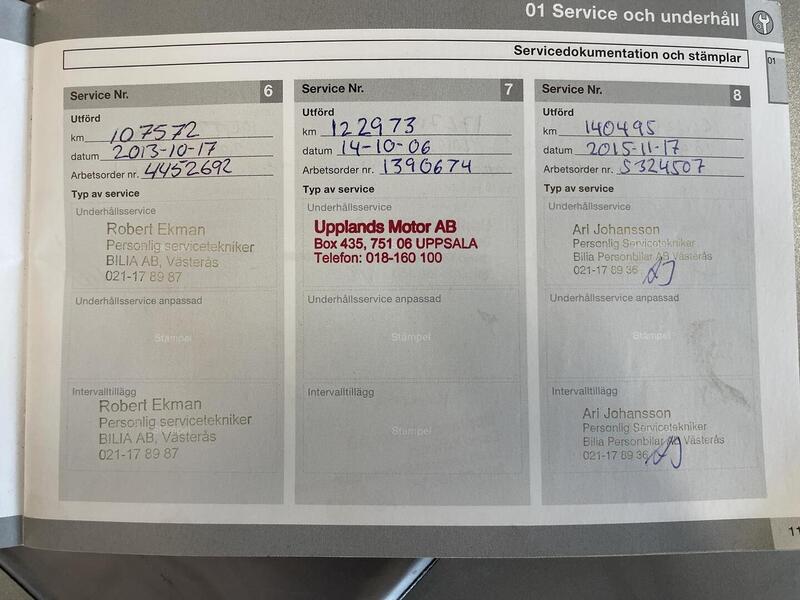 01 Service och underhåll
Servicedokumentation och stämplar
01
Service Nr. 6
Utförd
km 107572
datum 2013-10-17
Arbetsorder nr. 4452692
Typ av service
Underhållsservice
Robert Ekman
Personlig servicetekniker
BILIA AB, Västerås
021-17 89 87
Underhållsservice anpassad
Stämpel
Intervalltillägg
Robert Ekman
Personlig servicetekniker
BILIA AB, Västerås
021-17 89 87
Service Nr. 7
Utförd
km 122973
datum 14-10-06
Arbetsorder nr. 1390674
Typ av service
Underhållsservice
Upplands Motor AB
Box 435, 751 06 UPPSALA
Telefon: 018-160 100
Underhållsservice anpassad
Stämpel
Intervalltillägg
Stämpel
Service Nr. 8
Utförd
km 140495
datum 2015-11-17
Arbetsorder nr. 5324507
Typ av service
Underhållsservice
Ari Johansson
Personlig Servicetekniker
Bilia Personbilar AB Västerås
021-17 89 36 AJ
Underhållsservice anpassad
Stämpel
Intervalltillägg
Ari Johansson
Personlig Servicetekniker
Bilia Personbilar AB Västerås
021-17 89 36 AJ
11